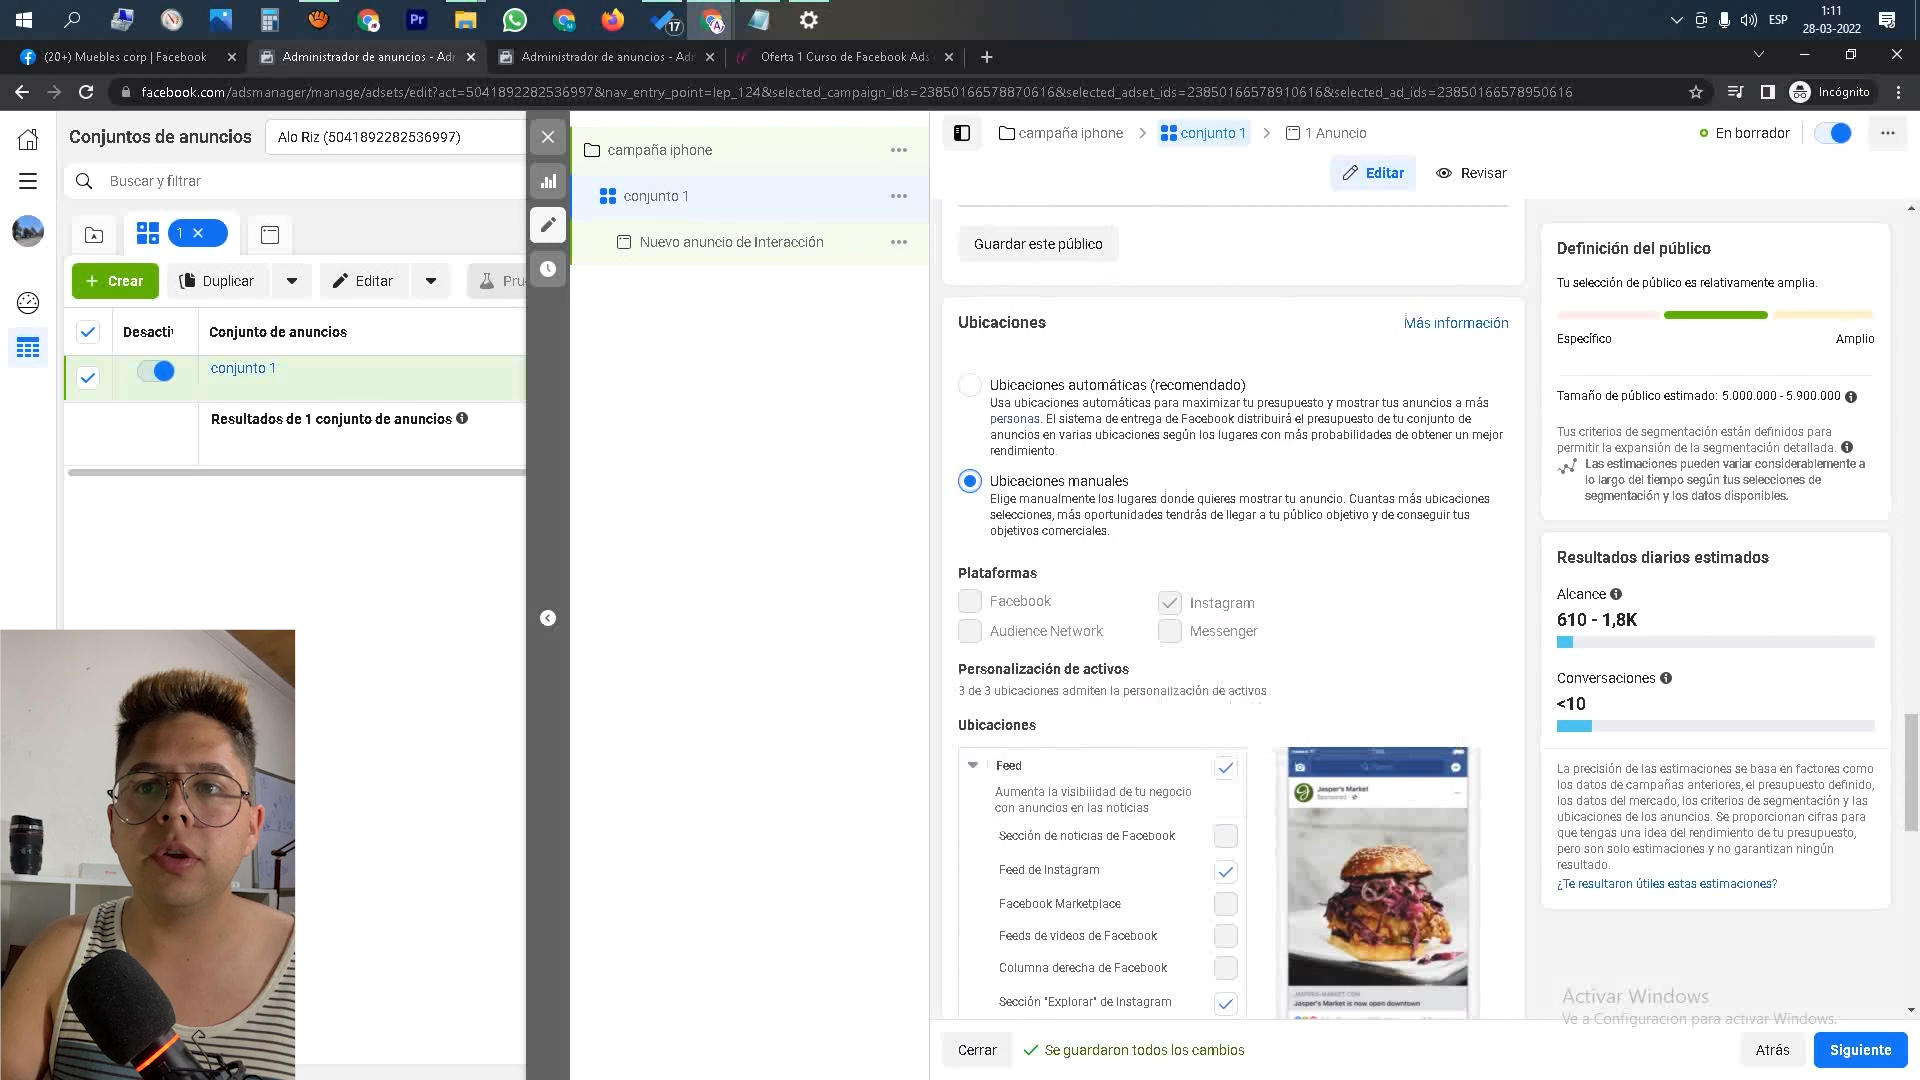 17
ESP
1:11
28-03-2022
(20+) Muebles corp | Facebook
Administrador de anuncios - Adr
Administrador de anuncios - Adr
Oferta 1 Curso de Facebook Ads
facebook.com/adsmanager/manage/adsets/edit?act=5041892282536997&nav_entry_point=lep_124&selected_campaign_ids=23850166578870616&selected_adset_ids=23850166578910616&selected_ad_ids=23850166578950616
Incógnito
Conjuntos de anuncios
Alo Riz (5041892282536997)
Buscar y filtrar
1
Crear
Duplicar
Editar
Pru
Desacti
Conjunto de anuncios
conjunto 1
Resultados de 1 conjunto de anuncios
campaña iphone
conjunto 1
Nuevo anuncio de Interacción
campaña iphone
conjunto 1
1 Anuncio
En borrador
Editar
Revisar
Guardar este público
Ubicaciones
Más información
Ubicaciones automáticas (recomendado)
Usa ubicaciones automáticas para maximizar tu presupuesto y mostrar tus anuncios a más
personas. El sistema de entrega de Facebook distribuirá el presupuesto de tu conjunto de
anuncios en varias ubicaciones según los lugares con más probabilidades de obtener un mejor
rendimiento.
Ubicaciones manuales
Elige manualmente los lugares donde quieres mostrar tu anuncio. Cuantas más ubicaciones
selecciones, más oportunidades tendrás de llegar a tu público objetivo y de conseguir tus
objetivos comerciales.
Plataformas
Facebook
Instagram
Audience Network
Messenger
Personalización de activos
3 de 3 ubicaciones admiten la personalización de activos
Ubicaciones
Feed
Aumenta la visibilidad de tu negocio
con anuncios en las noticias
Sección de noticias de Facebook
Feed de Instagram
Facebook Marketplace
Feeds de videos de Facebook
Columna derecha de Facebook
Sección "Explorar" de Instagram
Jasper's Market
Sponsored
JASPERS-MARKET.COM
Jasper's Market is now open downtown
Definición del público
Tu selección de público es relativamente amplia.
Específico
Amplio
Tamaño de público estimado: 5.000.000 - 5.900.000
Tus criterios de segmentación están definidos para
permitir la expansión de la segmentación detallada.
Las estimaciones pueden variar considerablemente a
lo largo del tiempo según tus selecciones de
segmentación y los datos disponibles.
Resultados diarios estimados
Alcance
610 - 1,8K
Conversaciones
<10
La precisión de las estimaciones se basa en factores como
los datos de campañas anteriores, el presupuesto definido,
los datos del mercado, los criterios de segmentación y las
ubicaciones de los anuncios. Se proporcionan cifras para
que tengas una idea del rendimiento de tu presupuesto,
pero son solo estimaciones y no garantizan ningún
resultado.
¿Te resultaron útiles estas estimaciones?
Activar Windows
Ve a Configuración para activar Windows.
Cerrar
Se guardaron todos los cambios
Atrás
Siguiente